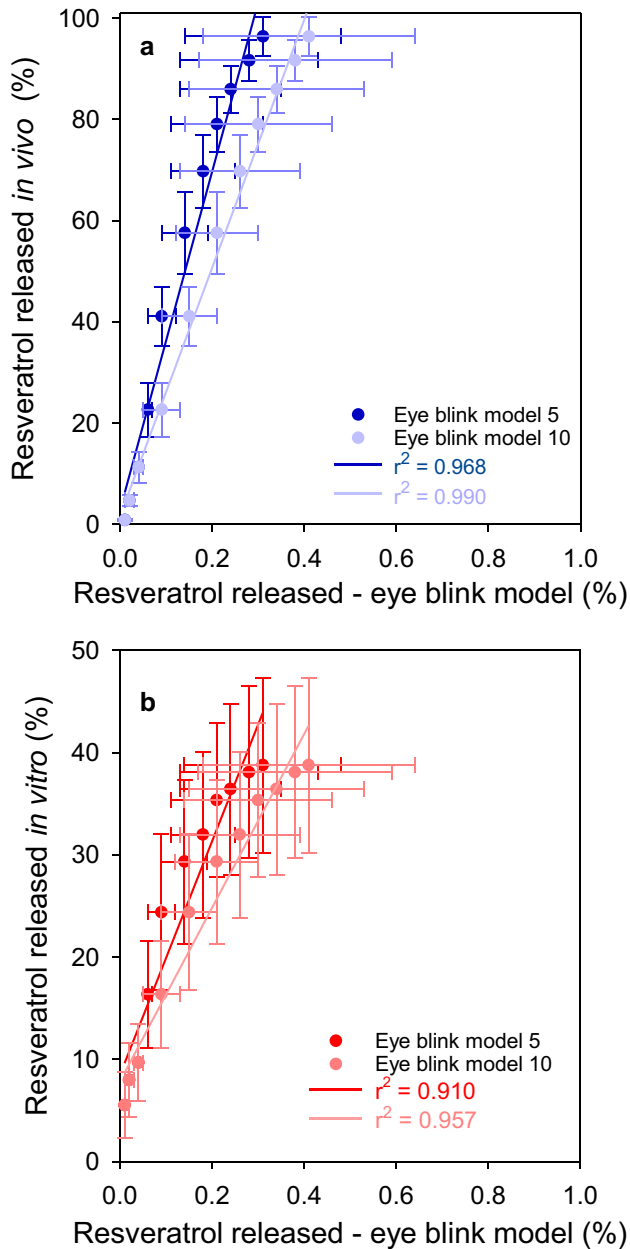 a
100
80
60
40
20
0
Resveratrol released in vivo (%)
Eye blink model 5
Eye blink model 10
r² = 0.968
r² = 0.990
0.0 0.2 0.4 0.6 0.8 1.0
Resveratrol released - eye blink model (%)
b
50
40
30
20
10
0
Resveratrol released in vitro (%)
Eye blink model 5
Eye blink model 10
r² = 0.910
r² = 0.957
0.0 0.2 0.4 0.6 0.8 1.0
Resveratrol released - eye blink model (%)